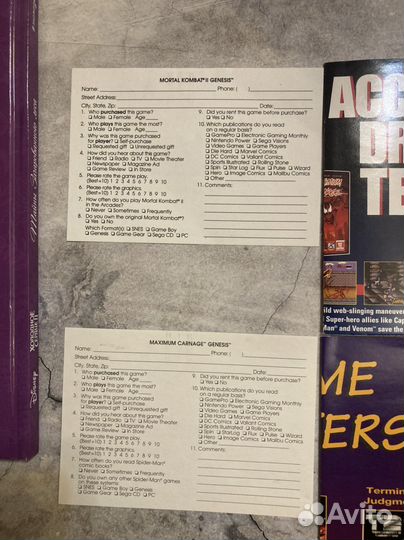 MORTAL KOMBAT® II GENESIS™
Name: Phone: ( )
Street Address:
City, State, Zip: Date:
1. Who purchased this game?
❏ Male ❏ Female Age
2. Who plays this game the most?
❏ Male ❏ Female Age
3. Why was this game purchased
for player? ❏ Self-purchase
❏ Requested gift ❏ Unrequested gift
4. How did you hear about the game?
❏ Friend ❏ Radio ❏ TV ❏ Movie Theater
❏ Newspaper ❏ Magazine Ad
❏ Game Review ❏ In Store
5. Please rate the game play.
(Best=10) 1 2 3 4 5 6 7 8 9 10
6. Please rate the graphics.
(Best=10) 1 2 3 4 5 6 7 8 9 10
7. How often do you play Mortal Kombat® II
in the Arcades?
❏ Never ❏ Sometimes ❏ Frequently
8. Do you own the original Mortal Kombat®?
❏ Yes ❏ No
Which Format(s) ❏ SNES ❏ Game Boy
❏ Genesis ❏ Game Gear ❏ Sega CD ❏ PC
9. Did you rent this game before purchase?
❏ Yes ❏ No
10. Which publications do you read
on a regular basis?
❏ GamePro ❏ Electronic Gaming Monthly
❏ Nintendo Power ❏ Sega Visions
❏ Video Games ❏ Game Players
❏ Die Hard ❏ Marvel Comics
❏ DC Comics ❏ Valiant Comics
❏ Sports Illustrated ❏ Rolling Stone
❏ Spin ❏ Star Log ❏ Flux ❏ Pulse ❏ Wizard
❏ Hero ❏ Image Comics ❏ Malibu Comics
❏ Other
11. Comments:
MAXIMUM CARNAGE™ GENESIS™
Name: Phone: ( )
Street Address:
City, State, Zip: Date:
1. Who purchased this game?
❏ Male ❏ Female Age
2. Who plays this game the most?
❏ Male ❏ Female Age
3. Why was this game purchased
for player? ❏ Self-purchase
❏ Requested gift ❏ Unrequested gift
4. How did you hear about the game?
❏ Friend ❏ Radio ❏ TV ❏ Movie Theater
❏ Newspaper ❏ Magazine Ad
❏ Game Review ❏ In Store
5. Please rate the game play.
(Best=10) 1 2 3 4 5 6 7 8 9 10
6. Please rate the graphics.
(Best=10) 1 2 3 4 5 6 7 8 9 10
7. How often do you read Spider-Man®
comic books?
❏ Never ❏ Sometimes ❏ Frequently
8. Do you own any other Spider-Man® games
on these systems:
❏ SNES ❏ Game Boy ❏ Genesis
❏ Game Gear ❏ Sega CD ❏ PC
9. Did you rent this game before purchase?
❏ Yes ❏ No
10. Which publications do you read
on a regular basis?
❏ GamePro ❏ Electronic Gaming Monthly
❏ Nintendo Power ❏ Sega Visions
❏ Video Games ❏ Game Players
❏ Die Hard ❏ Marvel Comics
❏ DC Comics ❏ Valiant Comics
❏ Sports Illustrated ❏ Rolling Stone
❏ Spin ❏ Star Log ❏ Flux ❏ Pulse ❏ Wizard
❏ Hero ❏ Image Comics ❏ Malibu Comics
❏ Other
11. Comments:
ACC
DI
TE
ild web-slinging maneuve
Super-hero allies like Cap
Man® and Venom™ save the
ME
TERS
Termin
Judgme
12
ХОЛОДНОЕ
СЕРДЦЕ II
Disney
Avito